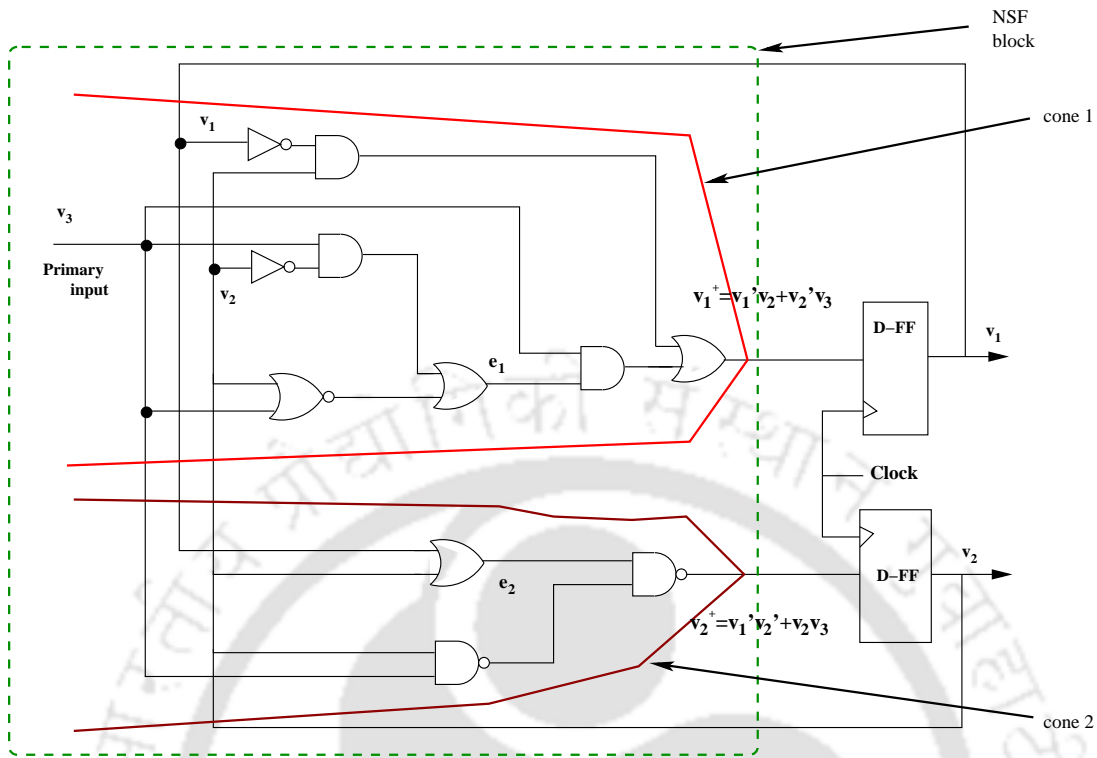 NSF
block
cone 1
v₁
v₃
Primary
input
v₂
v₁⁺=v₁’v₂+v₂’v₃
D–FF
v₁
e₁
Clock
v₂
D–FF
e₂
v₂⁺=v₁’v₂’+v₂v₃
cone 2